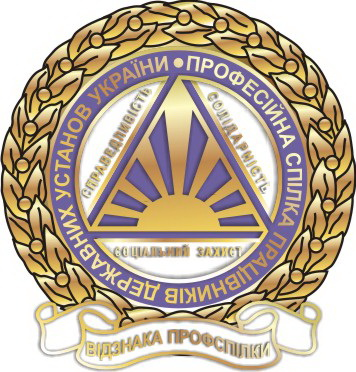 ПРОФЕСІЙНА СПІЛКА ПРАЦІВНИКІВ ДЕРЖАВНИХ УСТАНОВ УКРАЇНИ •
СПРАВЕДЛИВІСТЬ
СОЛІДАРНІСТЬ
СОЦІАЛЬНИЙ ЗАХИСТ
ВІДЗНАКА ПРОФСПІЛКИ